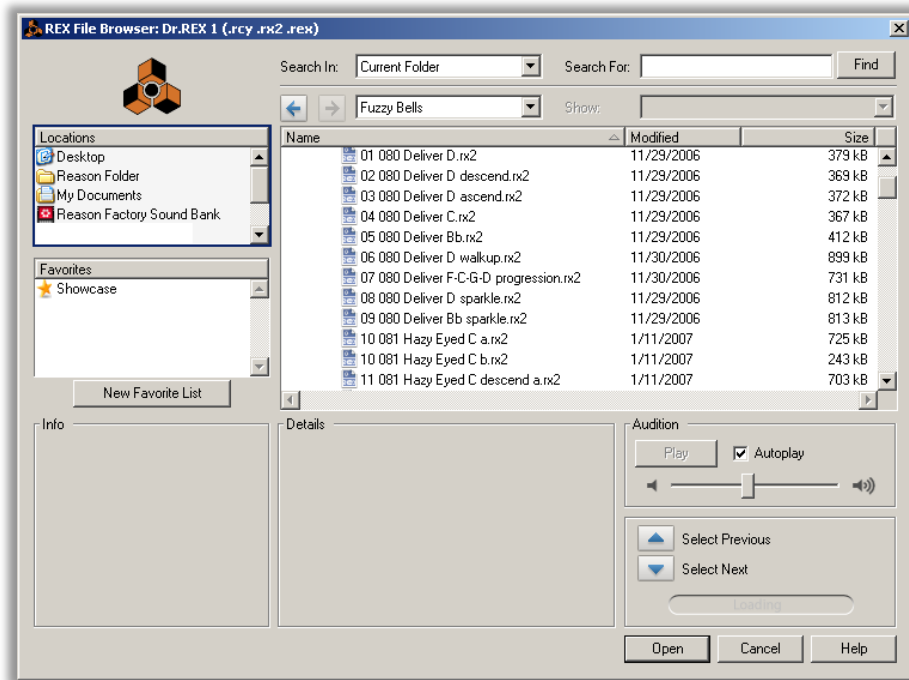 REX File Browser: Dr.REX 1 (.rcy .rx2 .rex)
Search In: Current Folder Search For: Find
Fuzzy Bells Show:
Locations
Desktop
Reason Folder
My Documents
Reason Factory Sound Bank
Favorites
Showcase
New Favorite List
Name Modified Size
01 080 Deliver D.rx2 11/29/2006 379 kB
02 080 Deliver D descend.rx2 11/29/2006 369 kB
03 080 Deliver D ascend.rx2 11/29/2006 372 kB
04 080 Deliver C.rx2 11/29/2006 367 kB
05 080 Deliver Bb.rx2 11/29/2006 412 kB
06 080 Deliver D walkup.rx2 11/30/2006 899 kB
07 080 Deliver F-C-G-D progression.rx2 11/30/2006 731 kB
08 080 Deliver D sparkle.rx2 11/29/2006 812 kB
09 080 Deliver Bb sparkle.rx2 11/29/2006 813 kB
10 081 Hazy Eyed C a.rx2 1/11/2007 725 kB
10 081 Hazy Eyed C b.rx2 1/11/2007 243 kB
11 081 Hazy Eyed C descend a.rx2 1/11/2007 703 kB
Info
Details
Audition
Play Autoplay
Select Previous
Select Next
Loading
Open Cancel Help